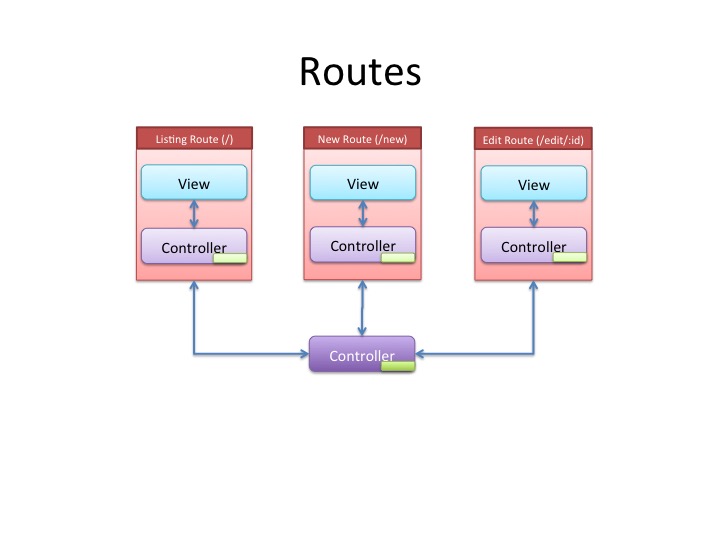 Routes
Listing Route (/)
New Route (/new)
Edit Route (/edit/:id)
View
View
View
Controller
Controller
Controller
Controller